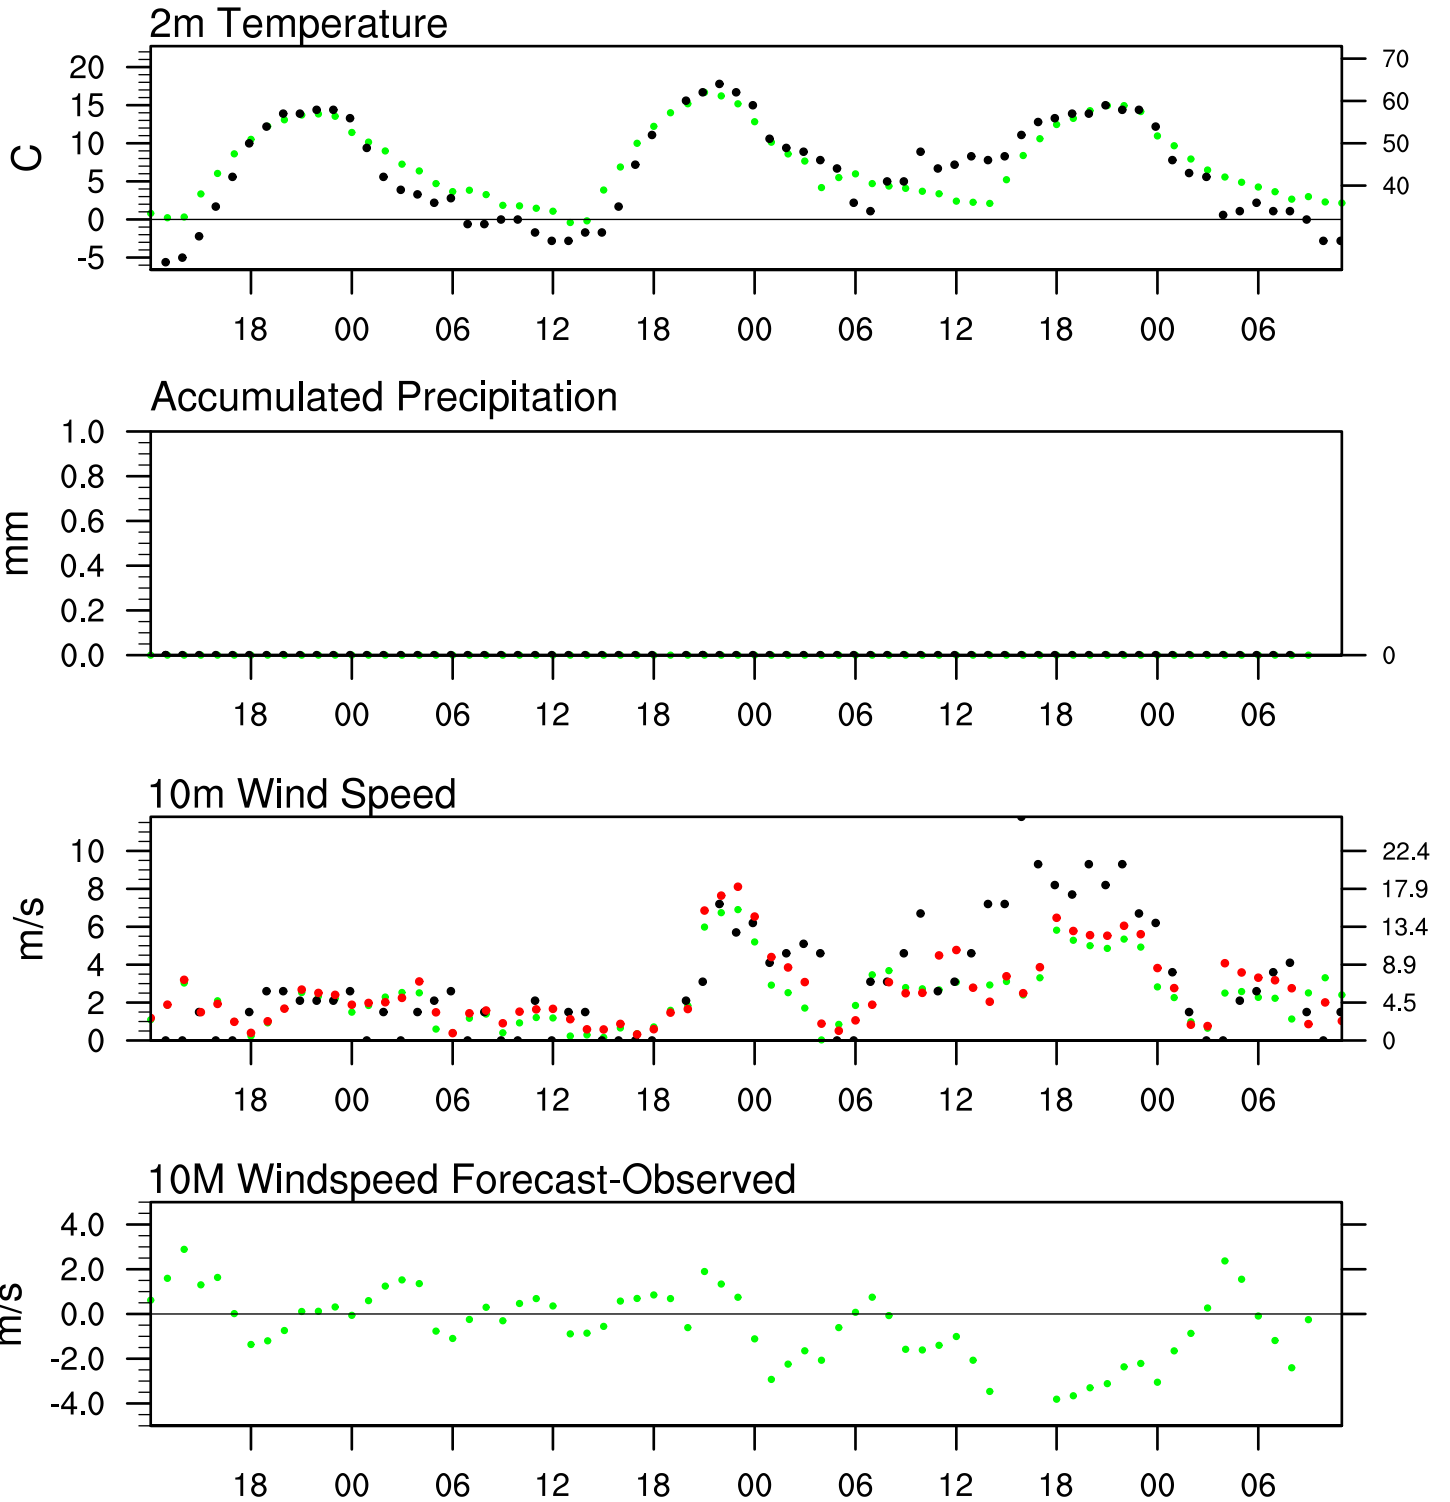 2m Temperature
20
15
10
5
0
-5
C
70
60
50
40
18 00 06 12 18 00 06 12 18 00 06
Accumulated Precipitation
1.0
0.8
0.6
0.4
0.2
0.0
mm
0
18 00 06 12 18 00 06 12 18 00 06
10m Wind Speed
10
8
6
4
2
0
m/s
22.4
17.9
13.4
8.9
4.5
0
18 00 06 12 18 00 06 12 18 00 06
10M Windspeed Forecast-Observed
4.0
2.0
0.0
-2.0
-4.0
m/s
18 00 06 12 18 00 06 12 18 00 06